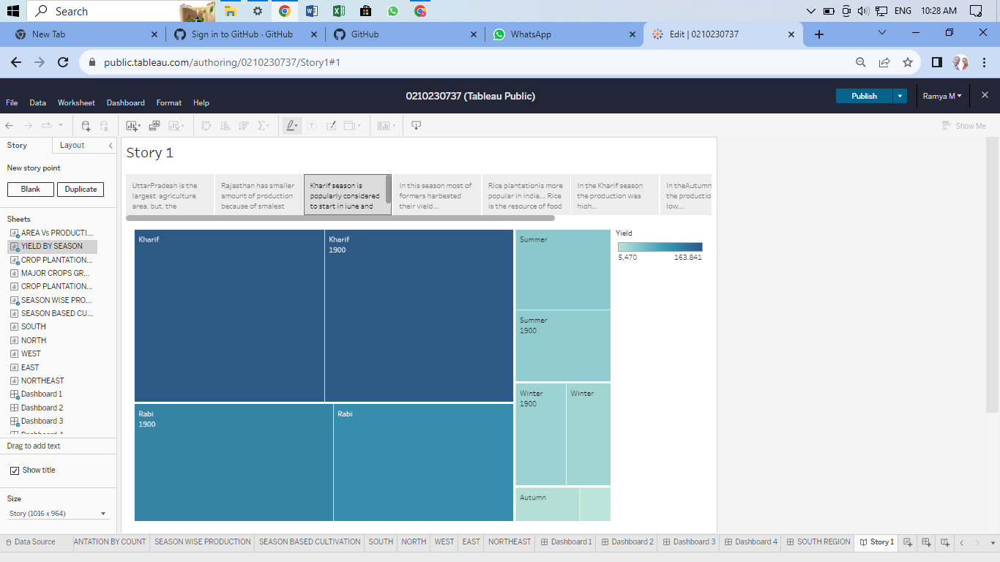 Search
ENG 10:28 AM
New Tab
Sign in to GitHub · GitHub
GitHub
WhatsApp
Edit | 0210230737
public.tableau.com/authoring/0210230737/Story1#1
0210230737 (Tableau Public)
Publish
Ramya M
File Data Worksheet Dashboard Format Help
Show Me
Story Layout
New story point
Blank Duplicate
Sheets
AREA Vs PRODUCTI...
YIELD BY SEASON
CROP PLANTATION...
MAJOR CROPS GR...
CROP PLANTATION...
SEASON WISE PRO...
SEASON BASED CU...
SOUTH
NORTH
WEST
EAST
NORTHEAST
Dashboard 1
Dashboard 2
Dashboard 3
Dashboard 4
Drag to add text
Show title
Size
Story (1016 x 964)
Story 1
UttarPradesh is the
largest agriculture
area. but, the
Rajasthan has smaller
amount of production
because of smalest
Kharif season is
popularly considered
to start in june and
In this season most of
formers harbested
their yield...
Rice plantationis more
popular in india... Rice
is the resource of food
In the Kharif season
the production was
high...
In theAutumn
the productio
low...
Kharif
Kharif
1900
Rabi
1900
Rabi
Summer
Summer
1900
Winter
1900
Winter
Autumn
Yield
5,470 163,841
Data Source
ANTATION BY COUNT
SEASON WISE PRODUCTION
SEASON BASED CULTIVATION
SOUTH
NORTH
WEST
EAST
NORTHEAST
Dashboard 1
Dashboard 2
Dashboard 3
Dashboard 4
SOUTH REGION
Story 1